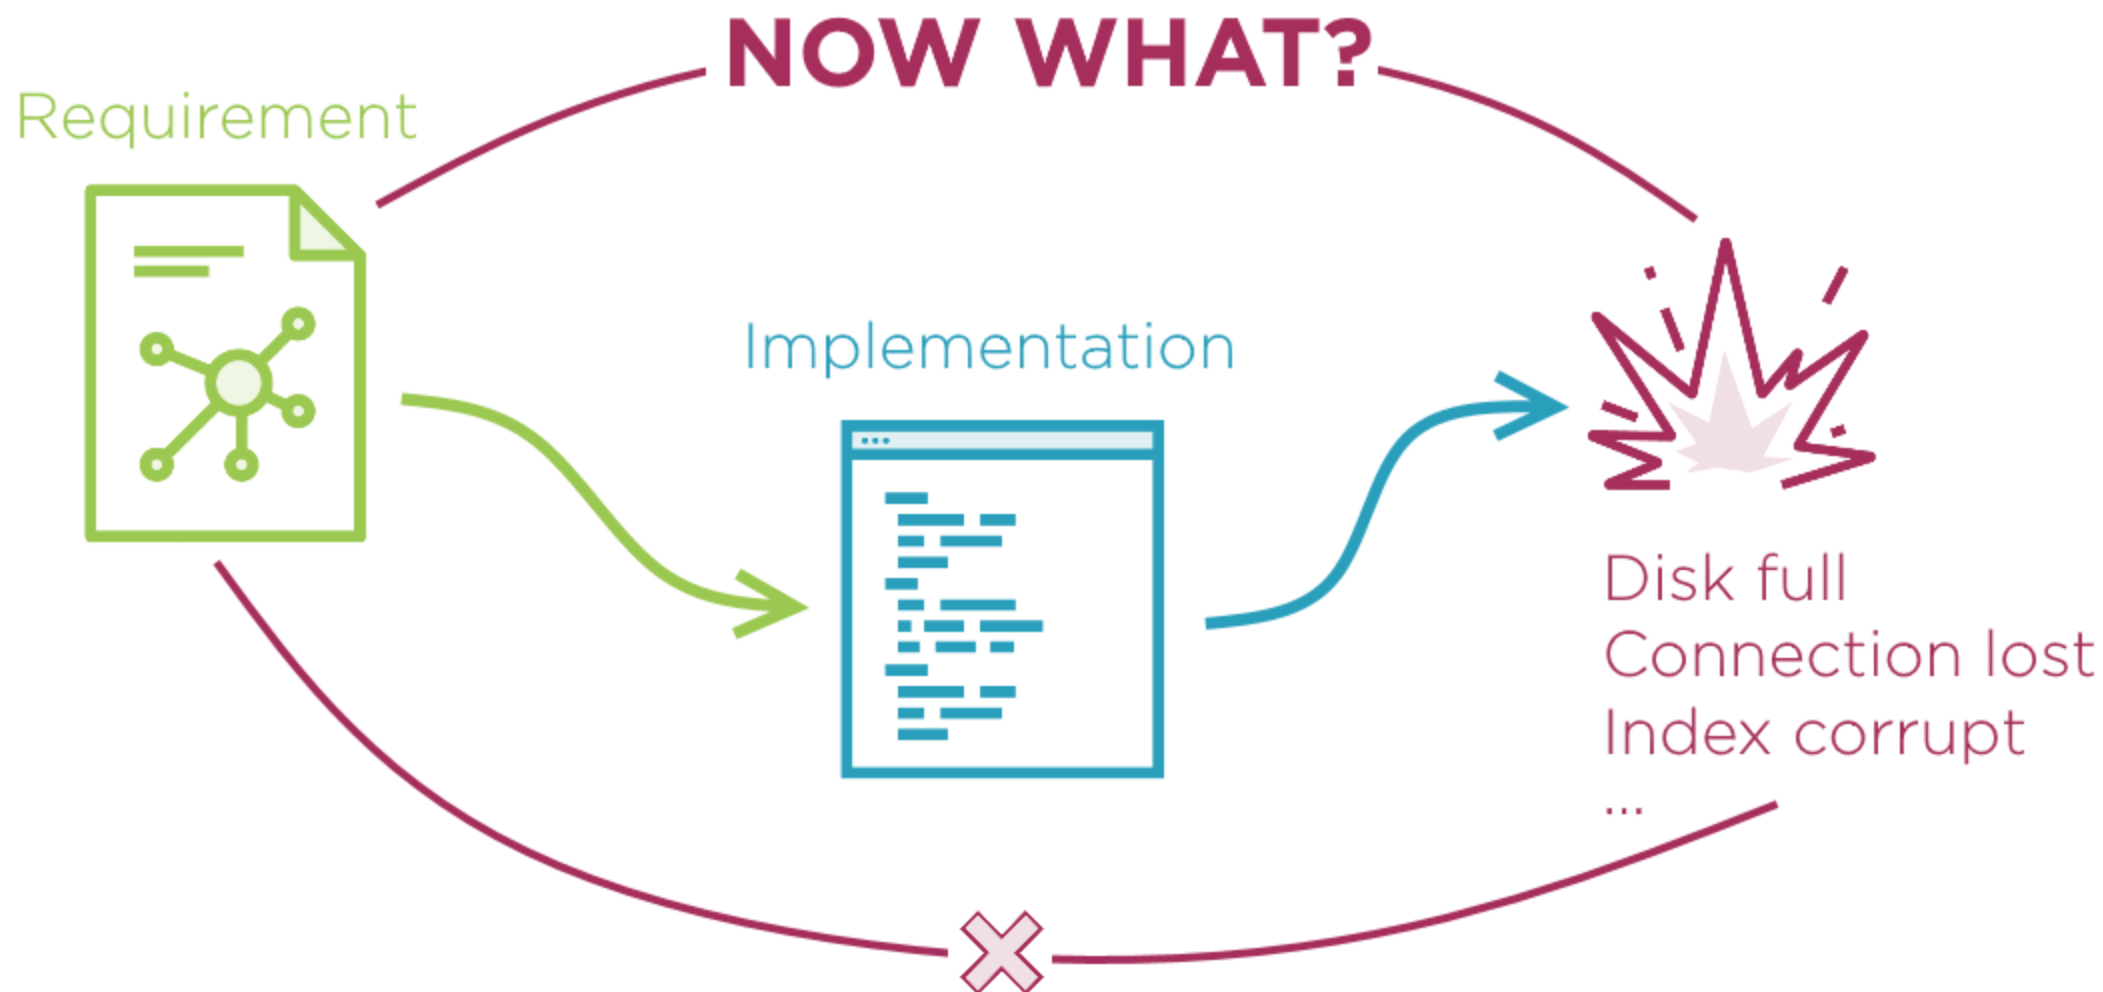 NOW WHAT?
Requirement
Implementation
Disk full
Connection lost
Index corrupt
...